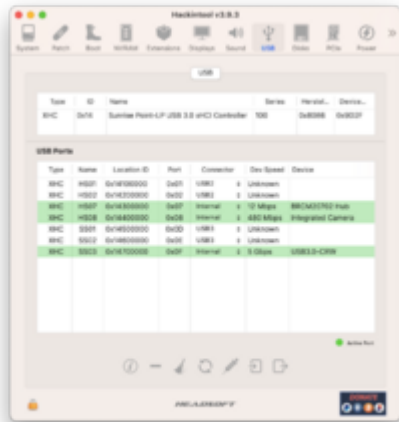 Hackintool v3.9.3
System Patch Boot NVRAM Extensions Displays Sound USB Disks PCIe Power
USB
Type ID Name Series Herstel... Device...
XHC 0x14 Sunrise Point-LP USB 3.0 xHCI Controller 100 0x8086 0x9D2F
USB Ports
Type Name Location ID Port Connector Dev Speed Device
XHC HS01 0x14100000 0x01 USB3 Unknown
XHC HS02 0x14200000 0x02 USB3 Unknown
XHC HS07 0x14300000 0x07 Internal 12 Mbps BRCM20702 Hub
XHC HS08 0x14400000 0x08 Internal 480 Mbps Integrated Camera
XHC SS01 0x14500000 0x0D USB3 Unknown
XHC SS02 0x14600000 0x0E USB3 Unknown
XHC SS03 0x14700000 0x0F Internal 5 Gbps USB3.0-CRW
Active Port
HEADSOFT
DONATE